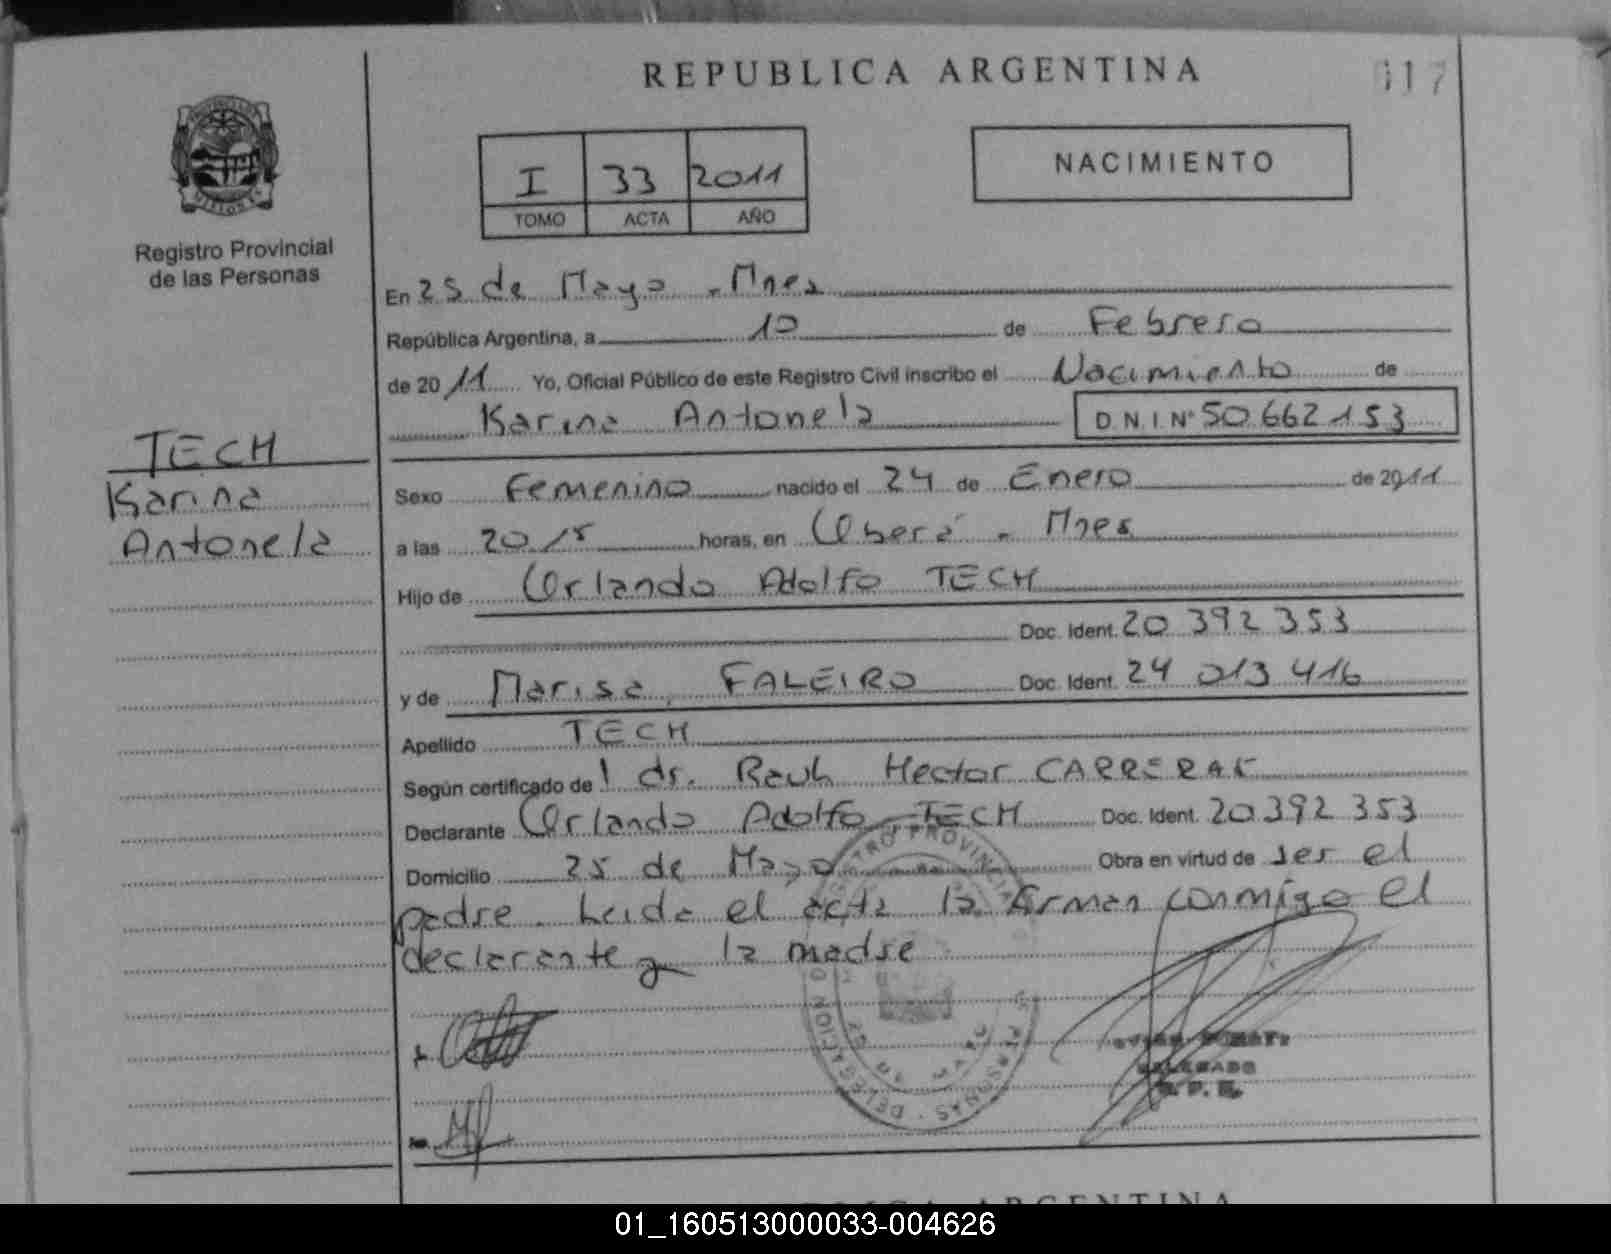 REPUBLICA ARGENTINA
017
I 33 2011
TOMO ACTA AÑO
NACIMIENTO
Registro Provincial
de las Personas
TECH
Karina
Antonela
En 25 de Mayo - Mnes
República Argentina, a 10 de Febrero
de 2011 Yo, Oficial Público de este Registro Civil inscribo el Nacimiento de
Karina Antonela D.N.I. Nº 50.662.153
Sexo Femenino nacido el 24 de Enero de 2011
a las 20 15 horas, en Oberá - Mnes
Hijo de Orlando Adolfo TECH
Doc. Ident. 20 392 353
y de Marisa FALEIRO Doc. Ident. 24 013 416
Apellido TECH
Según certificado de l dr. Raul Hector CARRERAS
Declarante Orlando Adolfo TECH Doc. Ident. 20.392 353
Domicilio 25 de Mayo Obra en virtud de ser el
padre. Leida el acta la firman conmigo el
declarante y la madre
DELEGADO
R. P. P.
REPUBLICA ARGENTINA
01_160513000033-004626